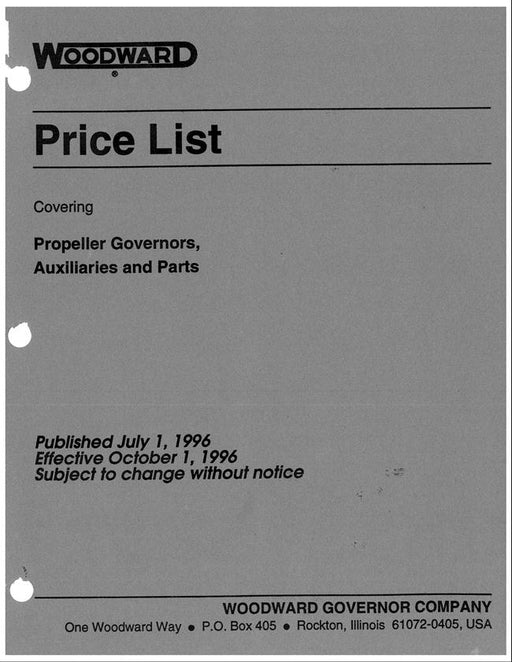 WOODWARD
®
Price List
Covering
Propeller Governors,
Auxiliaries and Parts
Published July 1, 1996
Effective October 1, 1996
Subject to change without notice
WOODWARD GOVERNOR COMPANY
One Woodward Way • P.O. Box 405 • Rockton, Illinois 61072-0405, USA